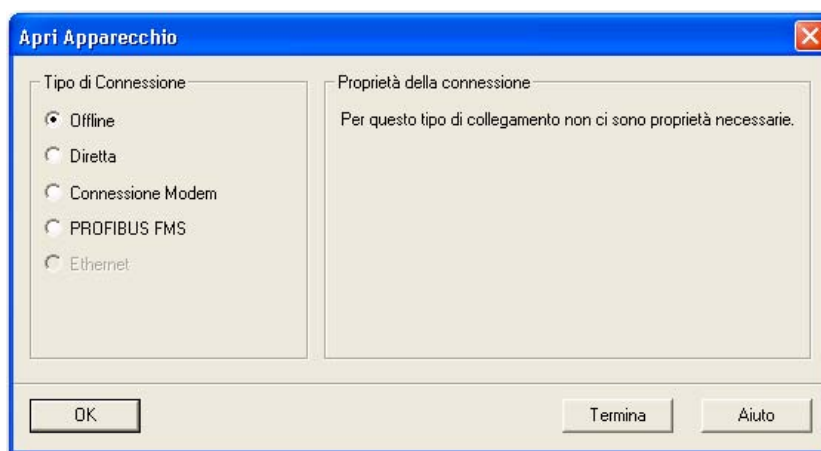 Apri Apparecchio
Tipo di Connessione
Offline
Diretta
Connessione Modem
PROFIBUS FMS
Ethernet
Proprietà della connessione
Per questo tipo di collegamento non ci sono proprietà necessarie.
OK
Termina
Aiuto